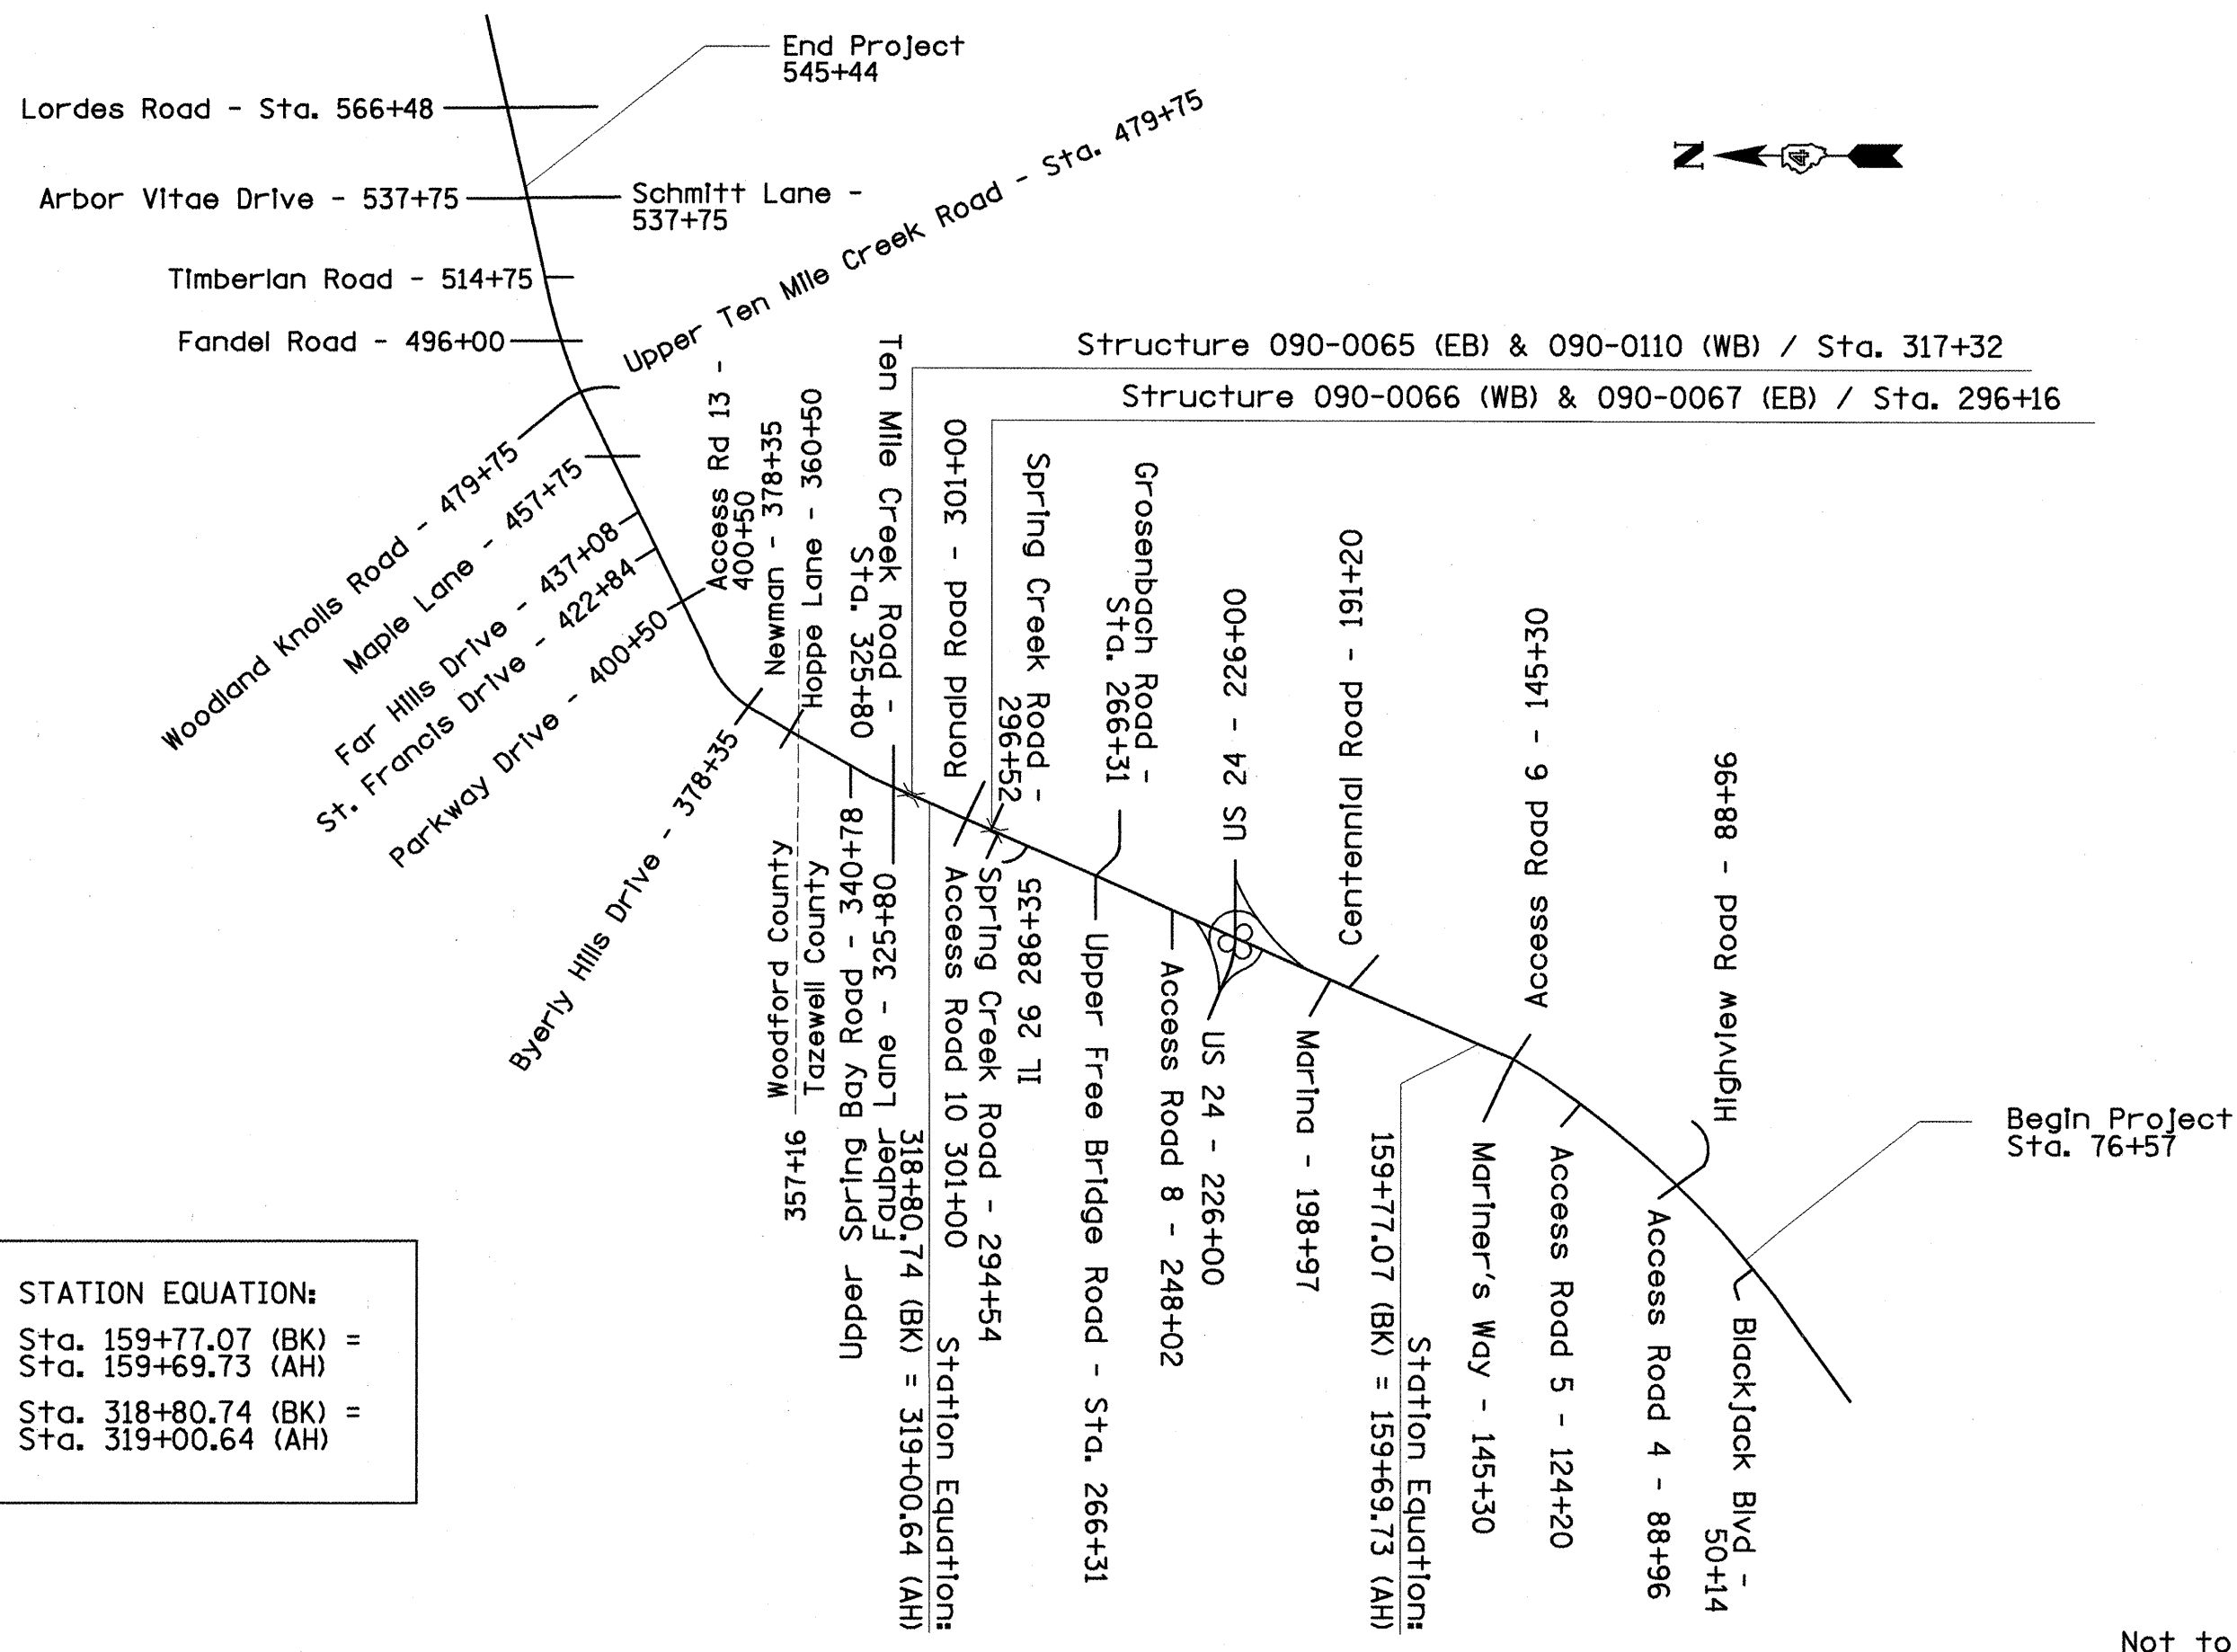 End Project
545+44
Lordes Road - Sta. 566+48
Arbor Vitae Drive - 537+75
Schmitt Lane -
537+75
Timberlan Road - 514+75
Fandel Road - 496+00
Upper Ten Mile Creek Road - Sta. 479+75
N
4
Structure 090-0065 (EB) & 090-0110 (WB) / Sta. 317+32
Structure 090-0066 (WB) & 090-0067 (EB) / Sta. 296+16
Woodland Knolls Road - 479+75
Maple Lane - 457+75
Far Hills Drive - 437+08
St. Francis Drive - 422+84
Parkway Drive - 400+50
Access Rd 13 -
400+50
Newman - 378+35
Byerly Hills Drive - 378+35
Hoppe Lane - 360+50
Woodford County
Tazewell County
357+16
Upper Spring Bay Road - 340+78
Ten Mile Creek Road -
Sta. 325+80
Fauber Lane - 325+80
Station Equation:
318+80.74 (BK) = 319+00.64 (AH)
Ronald Road - 301+00
Access Road 10 301+00
Spring Creek Road -
296+52
Spring Creek Road - 294+54
IL 26 286+35
Grosenbach Road -
Sta. 266+31
Upper Free Bridge Road - Sta. 266+31
Access Road 8 - 248+02
US 24 - 226+00
US 24 - 226+00
Marina - 198+97
Centennial Road - 191+20
Station Equation:
159+77.07 (BK) = 159+69.73 (AH)
Access Road 6 - 145+30
Mariner's Way - 145+30
Access Road 5 - 124+20
Highview Road - 88+96
Access Road 4 - 88+96
Begin Project
Sta. 76+57
Blackjack Blvd -
50+14
STATION EQUATION:
Sta. 159+77.07 (BK) =
Sta. 159+69.73 (AH)
Sta. 318+80.74 (BK) =
Sta. 319+00.64 (AH)
Not to